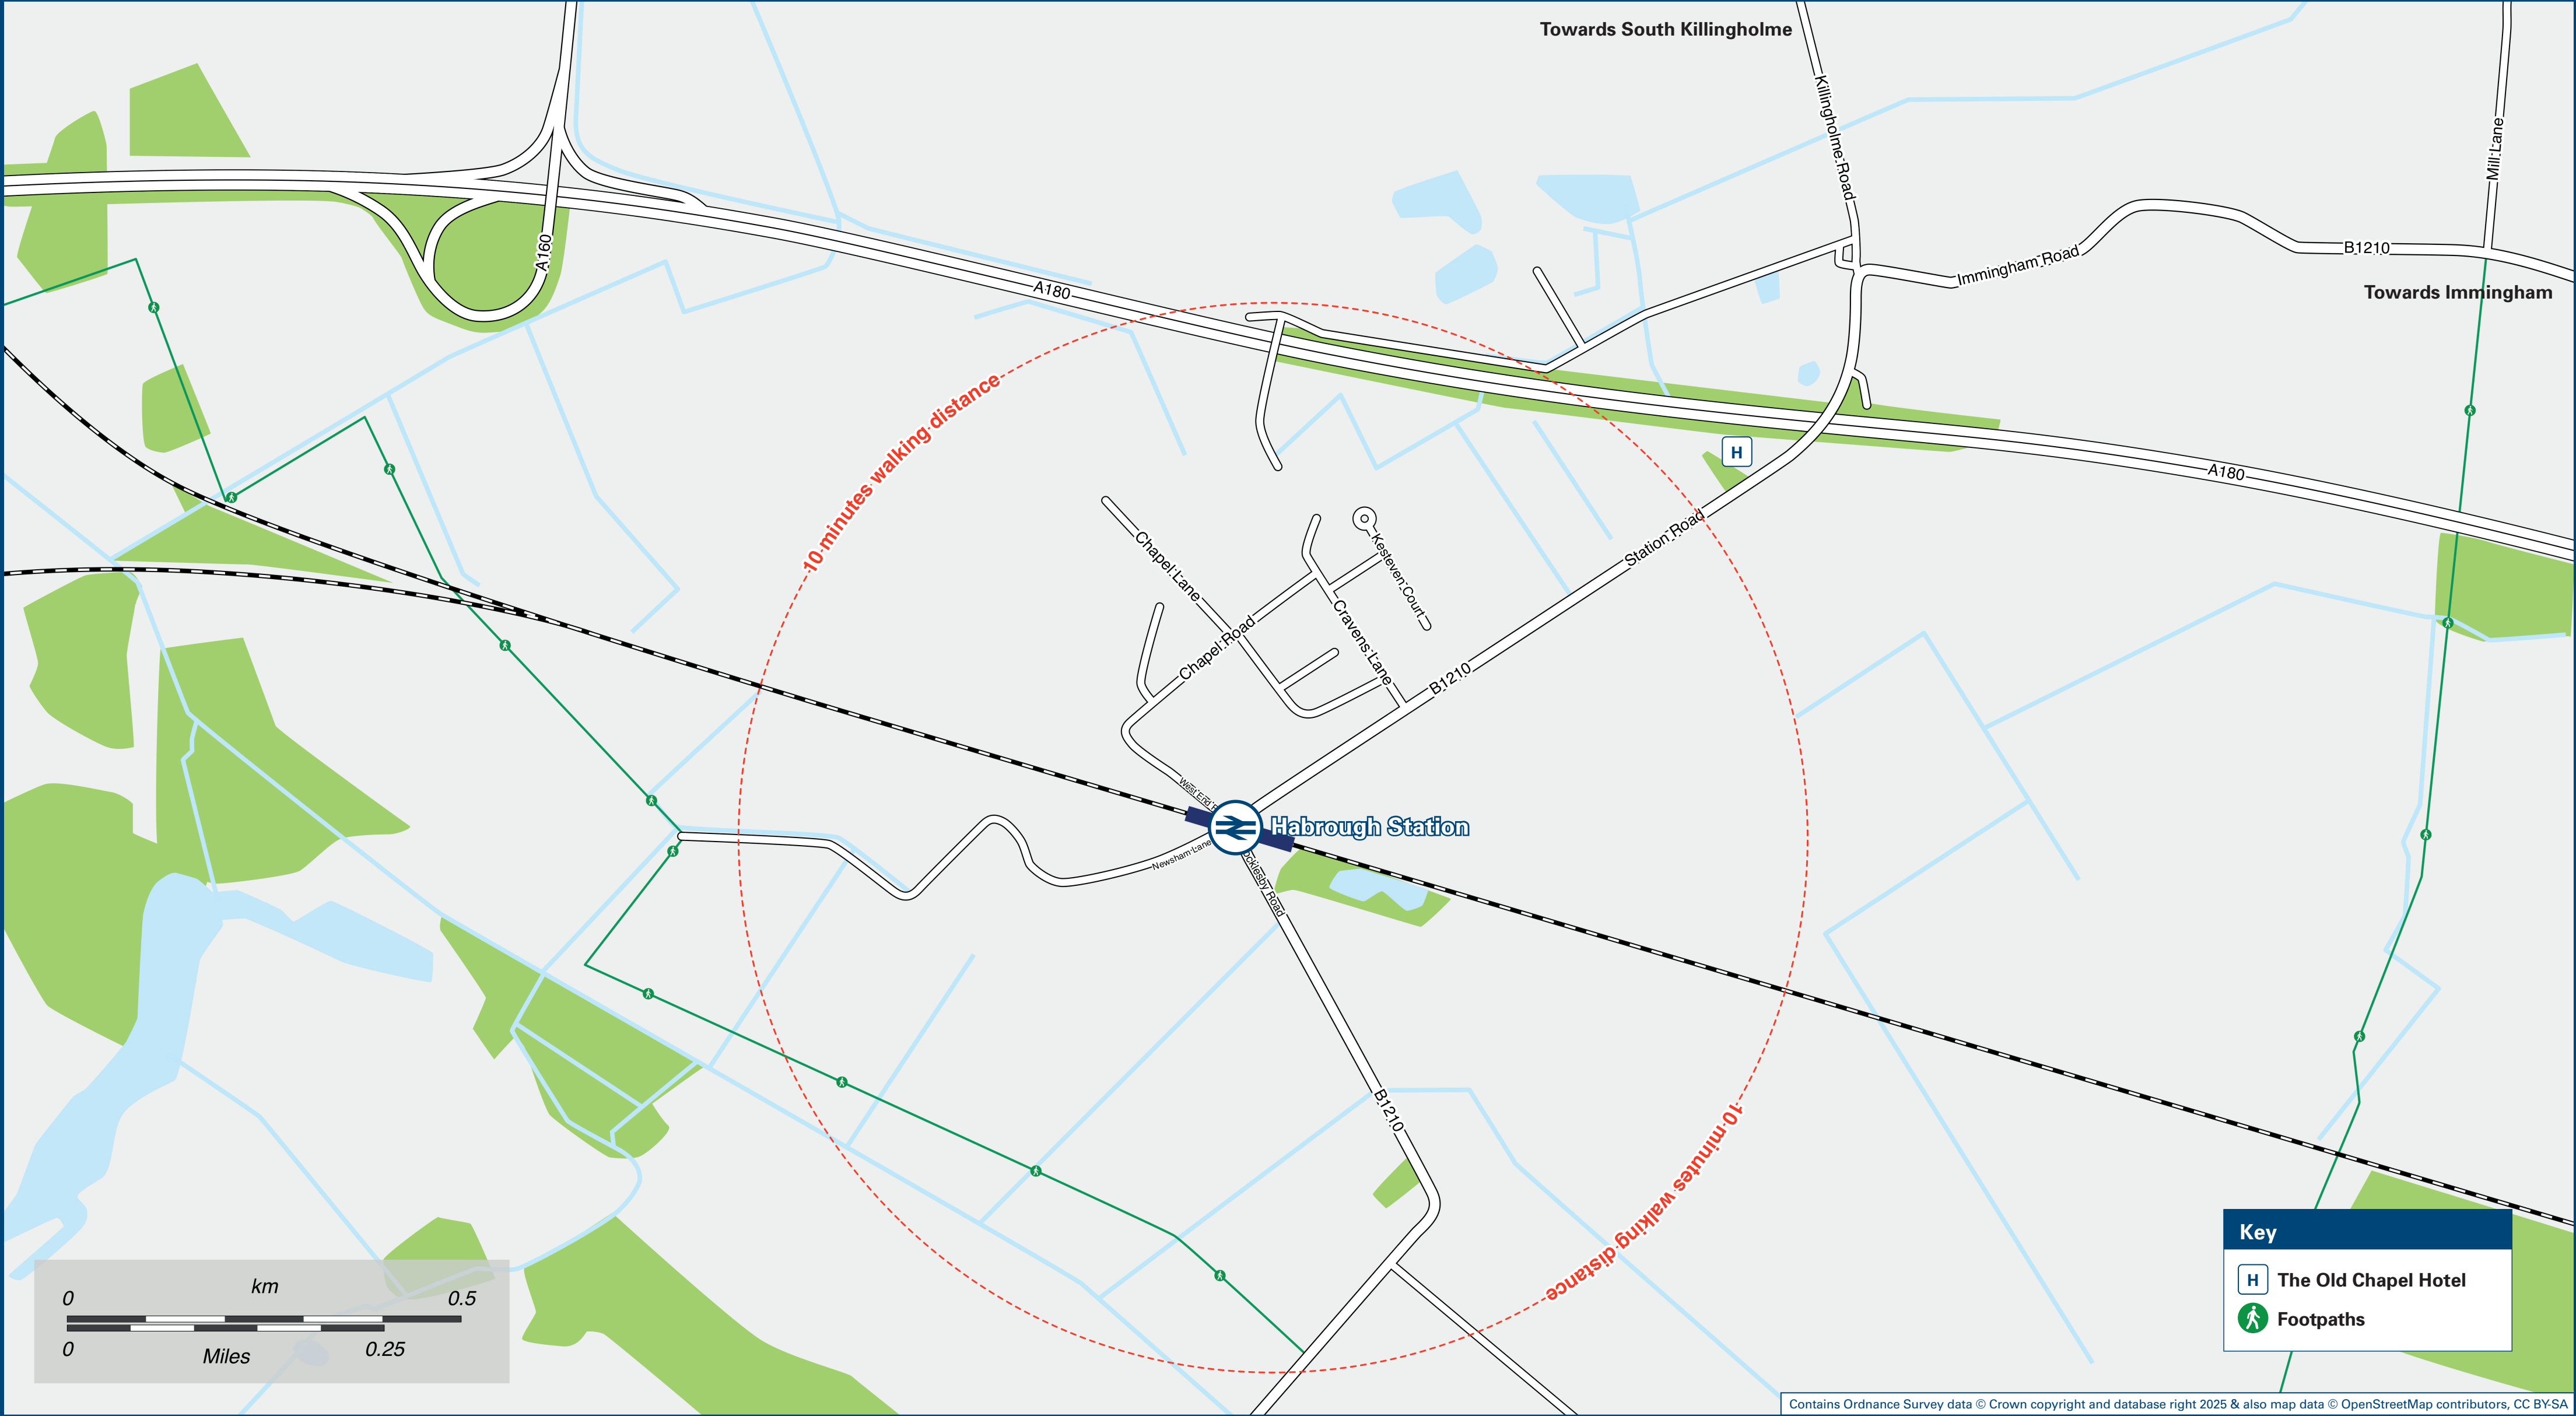 Towards South Killingholme
Killingholme Road
Mill Lane
A160
Immingham Road
B1210
A180
Towards Immingham
10 minutes walking distance
H
A180
Station Road
Chapel Lane
Kesteven Court
Chapel Road
Cravens Lane
B1210
West End R
Habrough Station
Newsham Lane
ocklesby Road
B1210
10 minutes walking distance
Key
H The Old Chapel Hotel
Footpaths
km
0 0.5
0 Miles 0.25
Contains Ordnance Survey data © Crown copyright and database right 2025 & also map data © OpenStreetMap contributors, CC BY-SA